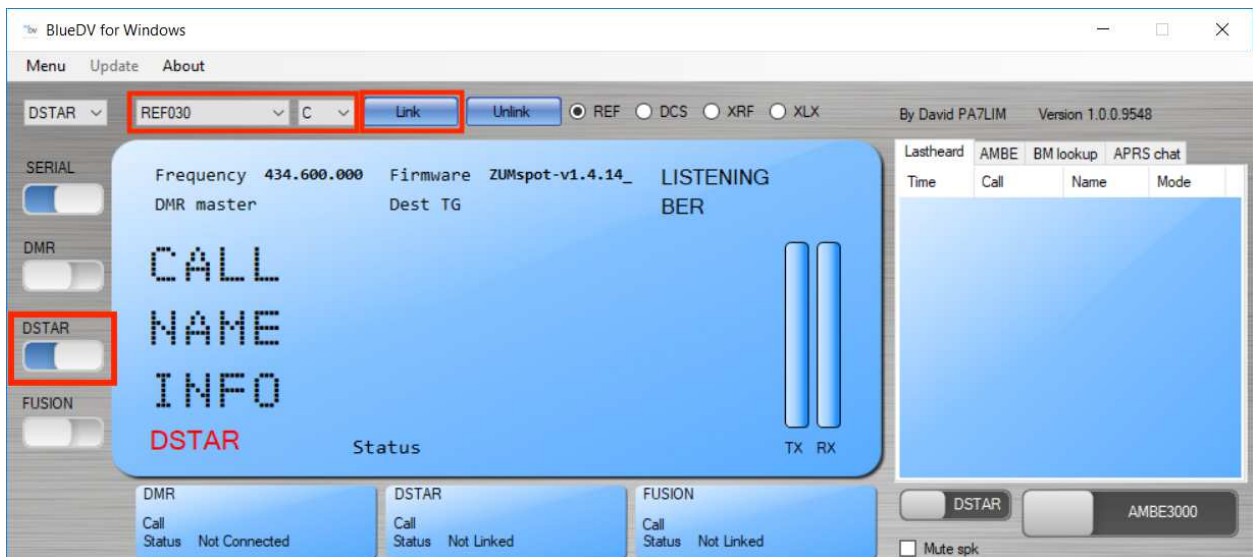 BlueDV for Windows
Menu Update About
DSTAR REF030 C Link Unlink REF DCS XRF XLX By David PA7LIM Version 1.0.0.9548
SERIAL
DMR
DSTAR
FUSION
Frequency 434.600.000 Firmware ZUMspot-v1.4.14_ LISTENING
DMR master Dest TG BER
CALL
NAME
INFO
DSTAR Status TX RX
Lastheard AMBE BM lookup APRS chat
Time Call Name Mode
DMR
Call
Status Not Connected
DSTAR
Call
Status Not Linked
FUSION
Call
Status Not Linked
DSTAR AMBE3000
Mute spk